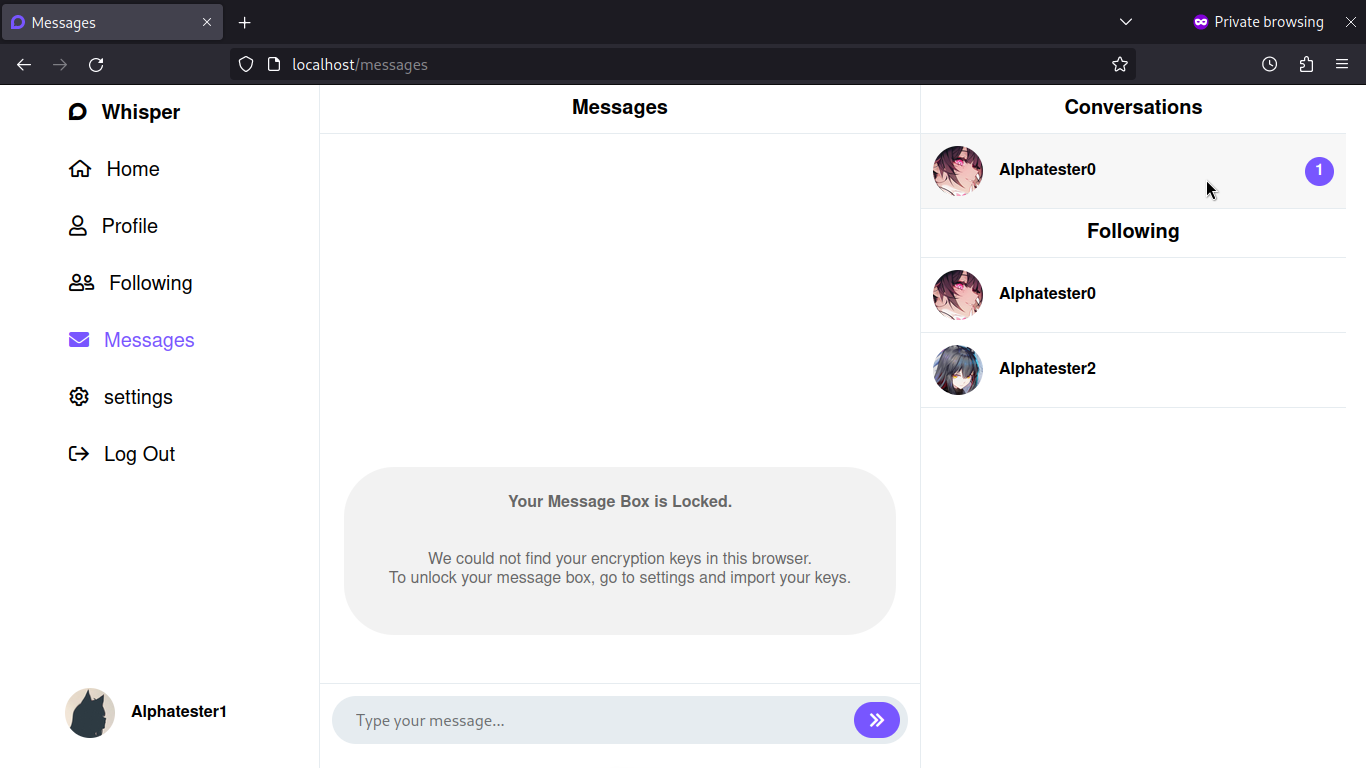 Messages
Private browsing
localhost/messages
Whisper
Home
Profile
Following
Messages
settings
Log Out
Alphatester1
Messages
Your Message Box is Locked.
We could not find your encryption keys in this browser.
To unlock your message box, go to settings and import your keys.
Type your message...
Conversations
Alphatester0
1
Following
Alphatester0
Alphatester2